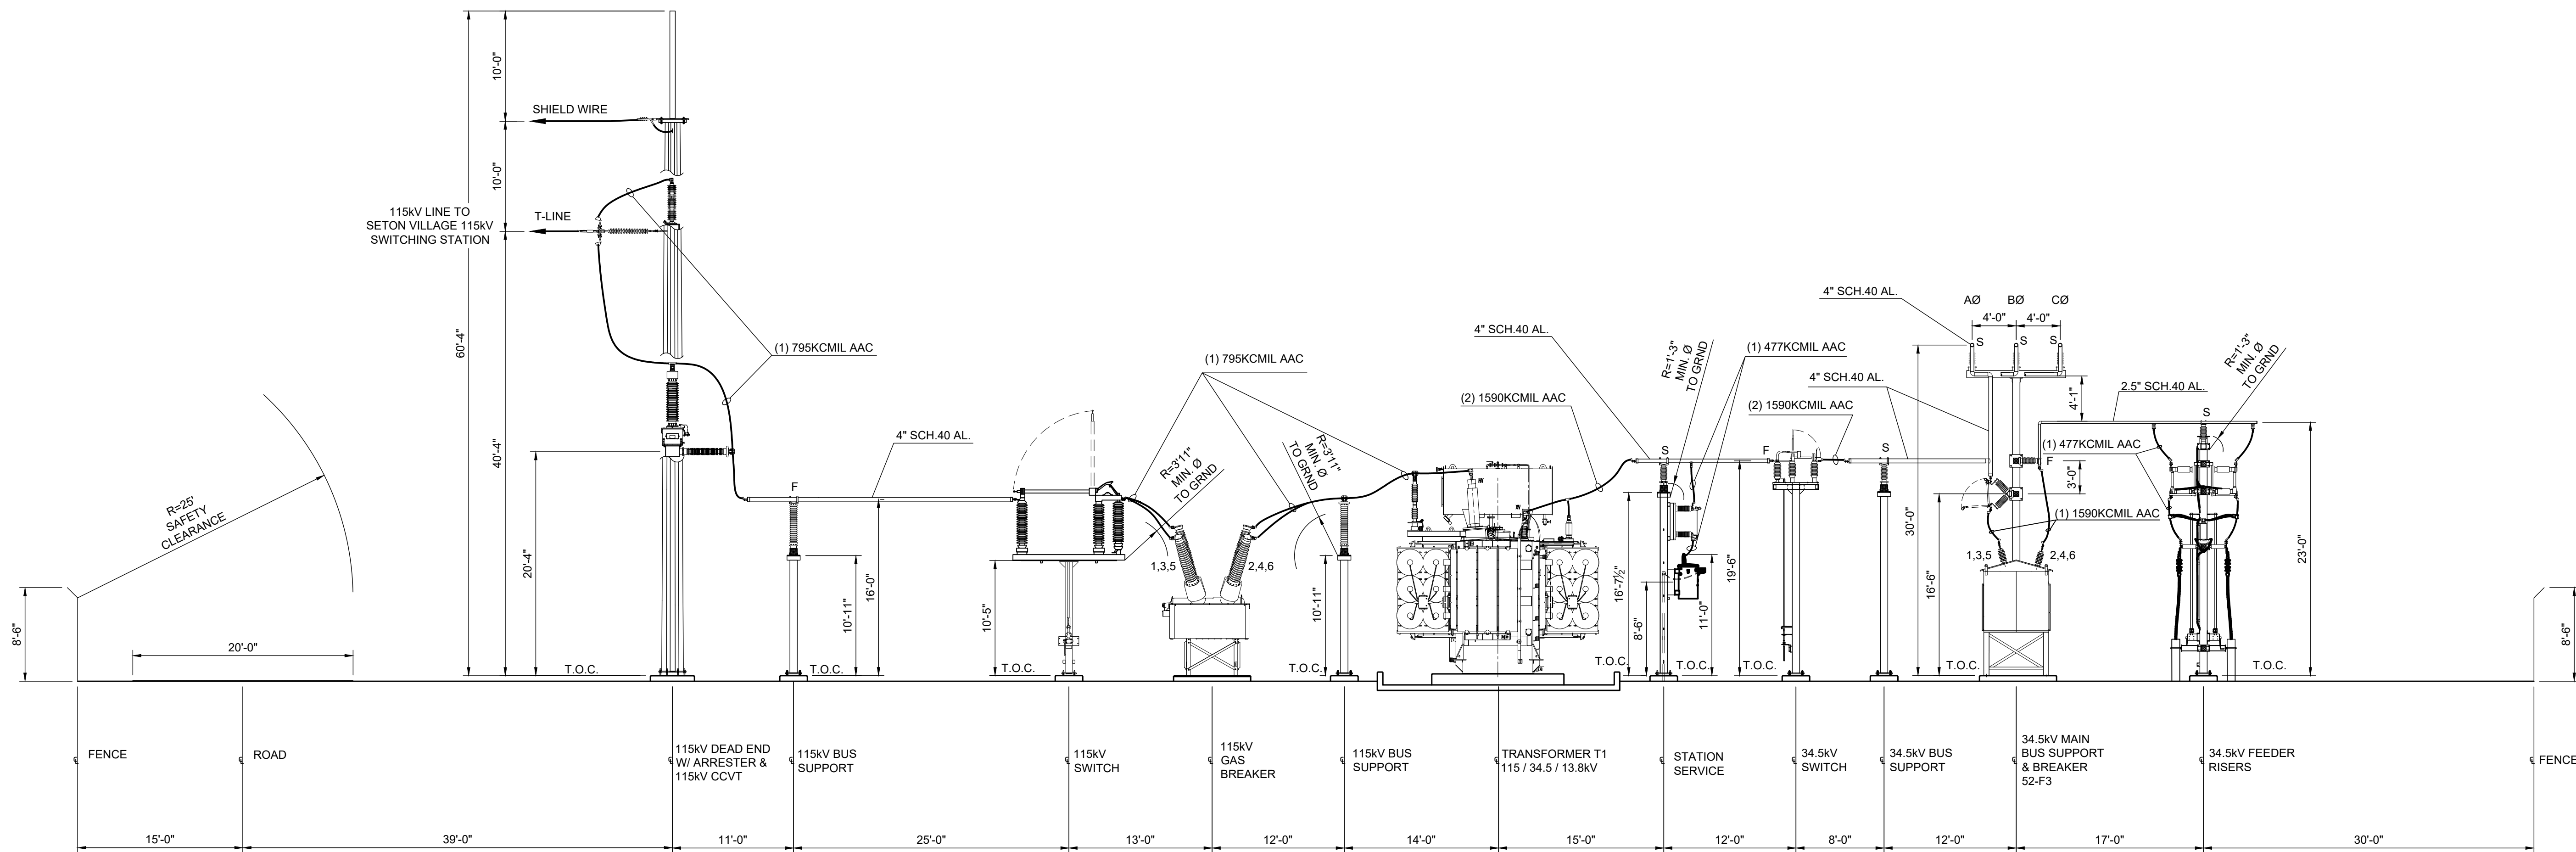 10'-0"
SHIELD WIRE
10'-0"
115kV LINE TO
SETON VILLAGE 115kV
SWITCHING STATION
T-LINE
60'-4"
40'-4"
20'-4"
R=25'
SAFETY
CLEARANCE
8'-6"
20'-0"
T.O.C.
(1) 795KCMIL AAC
F
4" SCH.40 AL.
10'-11"
16'-0"
T.O.C.
10'-5"
T.O.C.
R=3'11"
MIN. Ø
TO GRND
1,3,5
2,4,6
(1) 795KCMIL AAC
R=3'11"
MIN. Ø
TO GRND
10'-11"
T.O.C.
4" SCH.40 AL.
(2) 1590KCMIL AAC
R=1'-3"
MIN. Ø
TO GRND
(1) 477KCMIL AAC
S
16'-7½"
8'-6"
11'-0"
19'-6"
T.O.C.
T.O.C.
T.O.C.
(2) 1590KCMIL AAC
F
4" SCH.40 AL.
S
4" SCH.40 AL.
AØ
BØ
CØ
4'-0"
4'-0"
S
S
S
30'-0"
16'-6"
T.O.C.
4'-1"
2.5" SCH.40 AL.
S
R=1'-3"
MIN. Ø
TO GRND
(1) 477KCMIL AAC
F
3'-0"
(1) 1590KCMIL AAC
1,3,5
2,4,6
23'-0"
T.O.C.
8'-6"
FENCE
ROAD
115kV DEAD END
W/ ARRESTER &
115kV CCVT
115kV BUS
SUPPORT
115kV
SWITCH
115kV
GAS
BREAKER
115kV BUS
SUPPORT
TRANSFORMER T1
115 / 34.5 / 13.8kV
STATION
SERVICE
34.5kV
SWITCH
34.5kV BUS
SUPPORT
34.5kV MAIN
BUS SUPPORT
& BREAKER
52-F3
34.5kV FEEDER
RISERS
FENCE
15'-0"
39'-0"
11'-0"
25'-0"
13'-0"
12'-0"
14'-0"
15'-0"
12'-0"
8'-0"
12'-0"
17'-0"
30'-0"